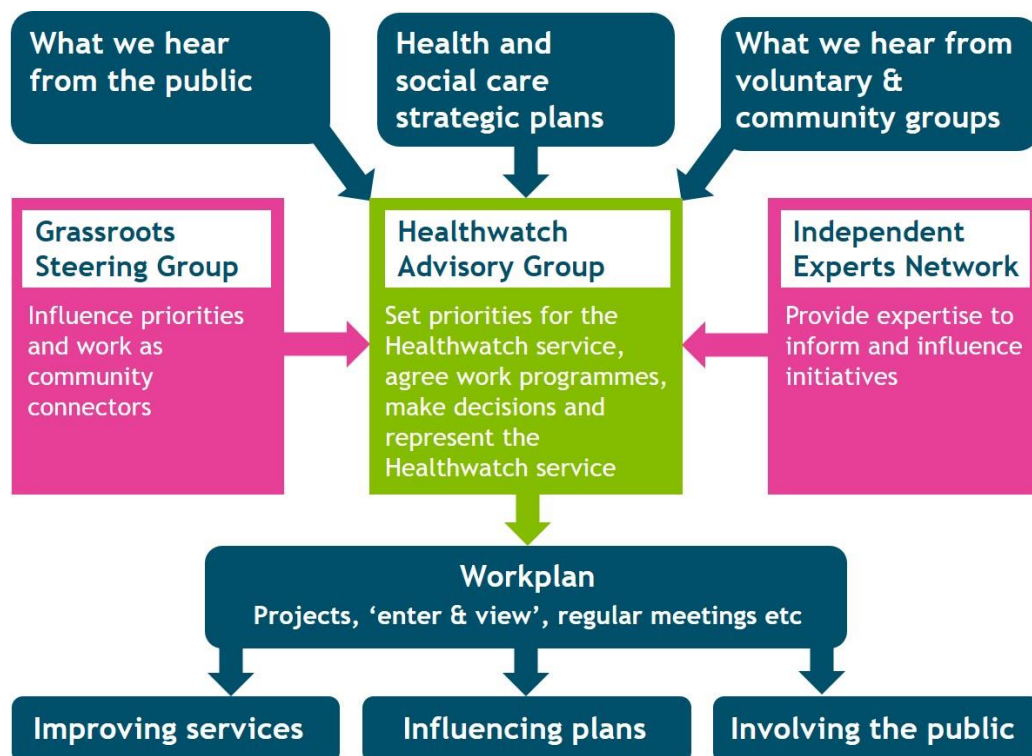 What we hear
from the public
Health and
social care
strategic plans
What we hear from
voluntary &
community groups
Grassroots
Steering Group
Influence priorities
and work as
community
connectors
Healthwatch
Advisory Group
Set priorities for the
Healthwatch service,
agree work programmes,
make decisions and
represent the
Healthwatch service
Independent
Experts Network
Provide expertise to
inform and influence
initiatives
Workplan
Projects, ‘enter & view’, regular meetings etc
Improving services
Influencing plans
Involving the public